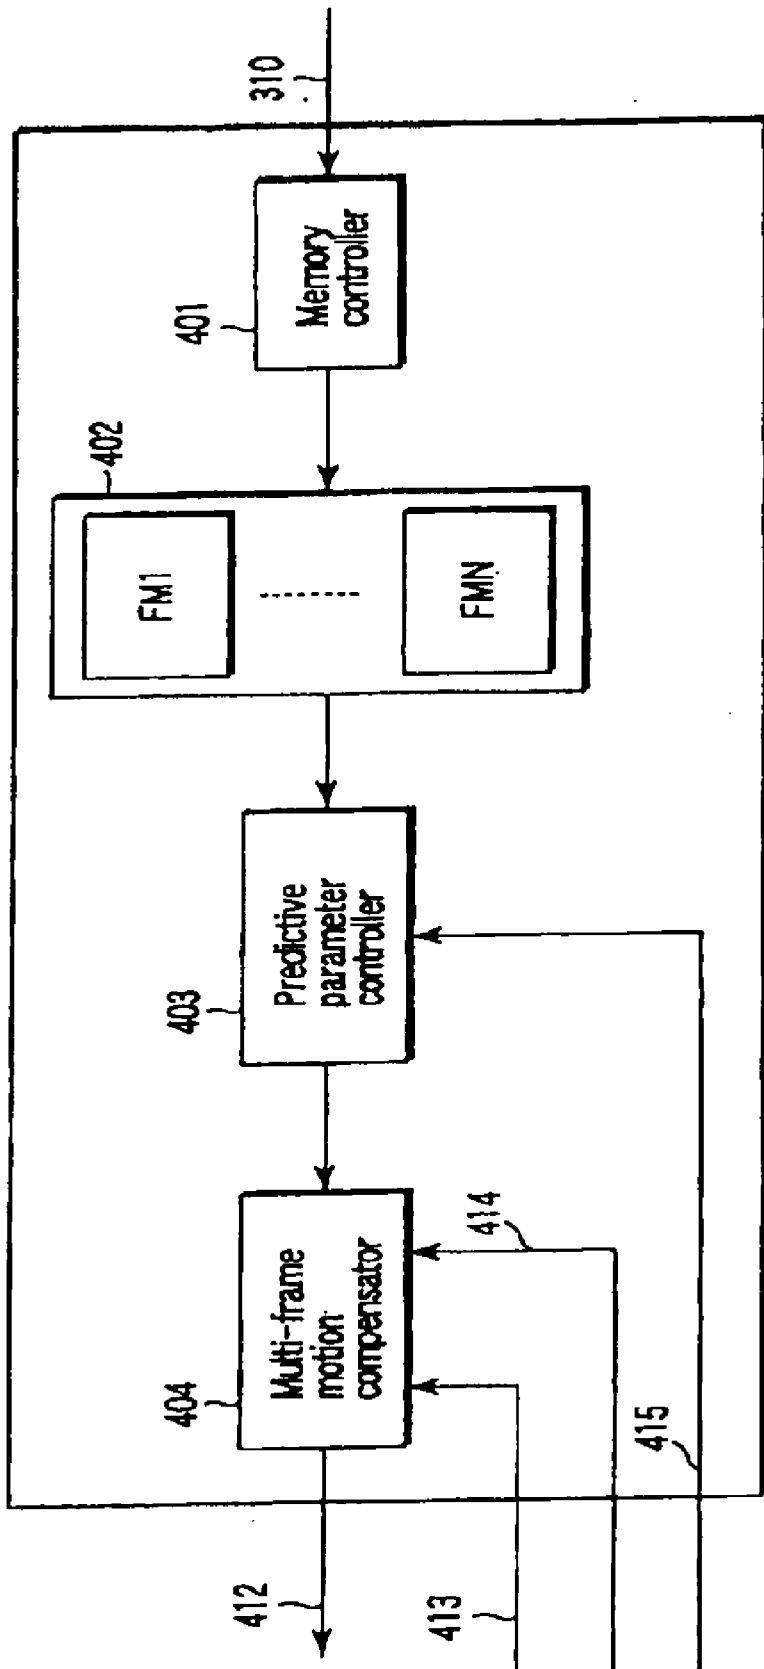 310
401
Memory
controller
402
FM1
FMN
403
Predictive
parameter
controller
404
Multi-frame
motion
compensator
412
413
414
415